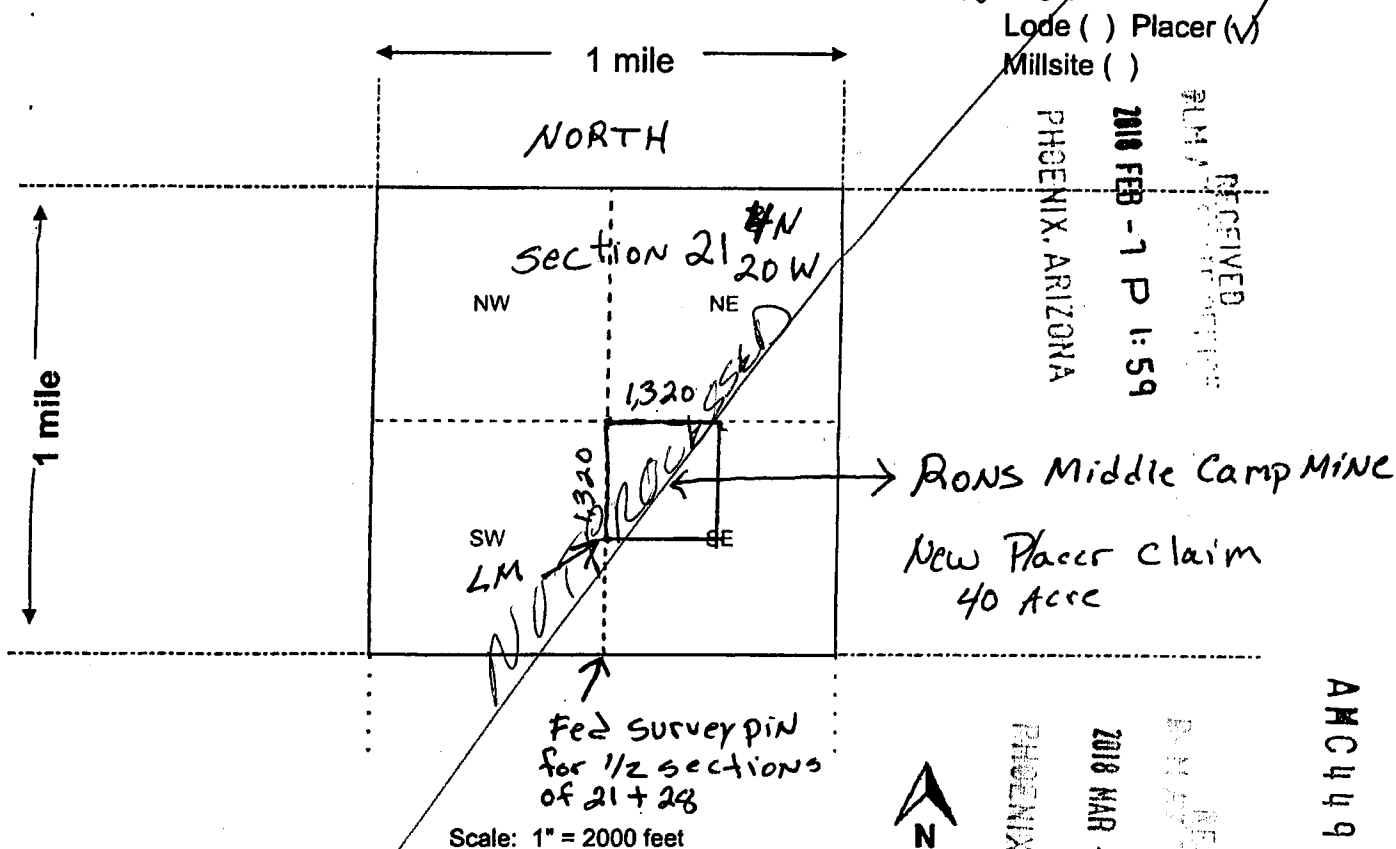 Lode ( ) Placer (√)
Millsite ( )
1 mile
NORTH
section 21 4N
20 W
NW
NE
1 mile
1,320
1,320
SW
SE
LM
NOT PROCESSED
RONS Middle Camp MINE
New Placer Claim
40 Acre
Fed survey pin
for 1/2 sections
of 21 + 28
Scale: 1" = 2000 feet
N
RECEIVED
2018 FEB -7 P 1:59
PHOENIX, ARIZONA
2018 MAR
PHOENIX
AMC449